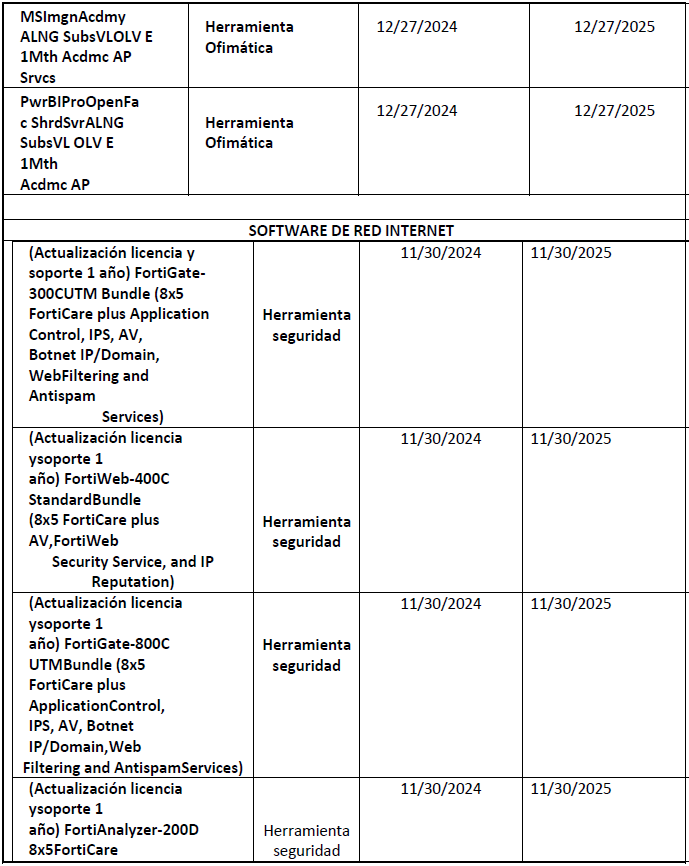 MSImgnAcdmy
ALNG SubsVLOLV E
1Mth Acdmc AP
Srvcs
Herramienta
Ofimática
12/27/2024
12/27/2025
PwrBIProOpenFa
c ShrdSvrALNG
SubsVL OLV E
1Mth
Acdmc AP
Herramienta
Ofimática
12/27/2024
12/27/2025
SOFTWARE DE RED INTERNET
(Actualización licencia y
soporte 1 año) FortiGate-
300CUTM Bundle (8x5
FortiCare plus Application
Control, IPS, AV,
Botnet IP/Domain,
WebFiltering and
Antispam
Services)
Herramienta
seguridad
11/30/2024
11/30/2025
(Actualización licencia
ysoporte 1
año) FortiWeb-400C
StandardBundle
(8x5 FortiCare plus
AV,FortiWeb
Security Service, and IP
Reputation)
Herramienta
seguridad
11/30/2024
11/30/2025
(Actualización licencia
ysoporte 1
año) FortiGate-800C
UTMBundle (8x5
FortiCare plus
ApplicationControl,
IPS, AV, Botnet
IP/Domain,Web
Filtering and AntispamServices)
Herramienta
seguridad
11/30/2024
11/30/2025
(Actualización licencia
ysoporte 1
año) FortiAnalyzer-200D
8x5FortiCare
Herramienta
seguridad
11/30/2024
11/30/2025